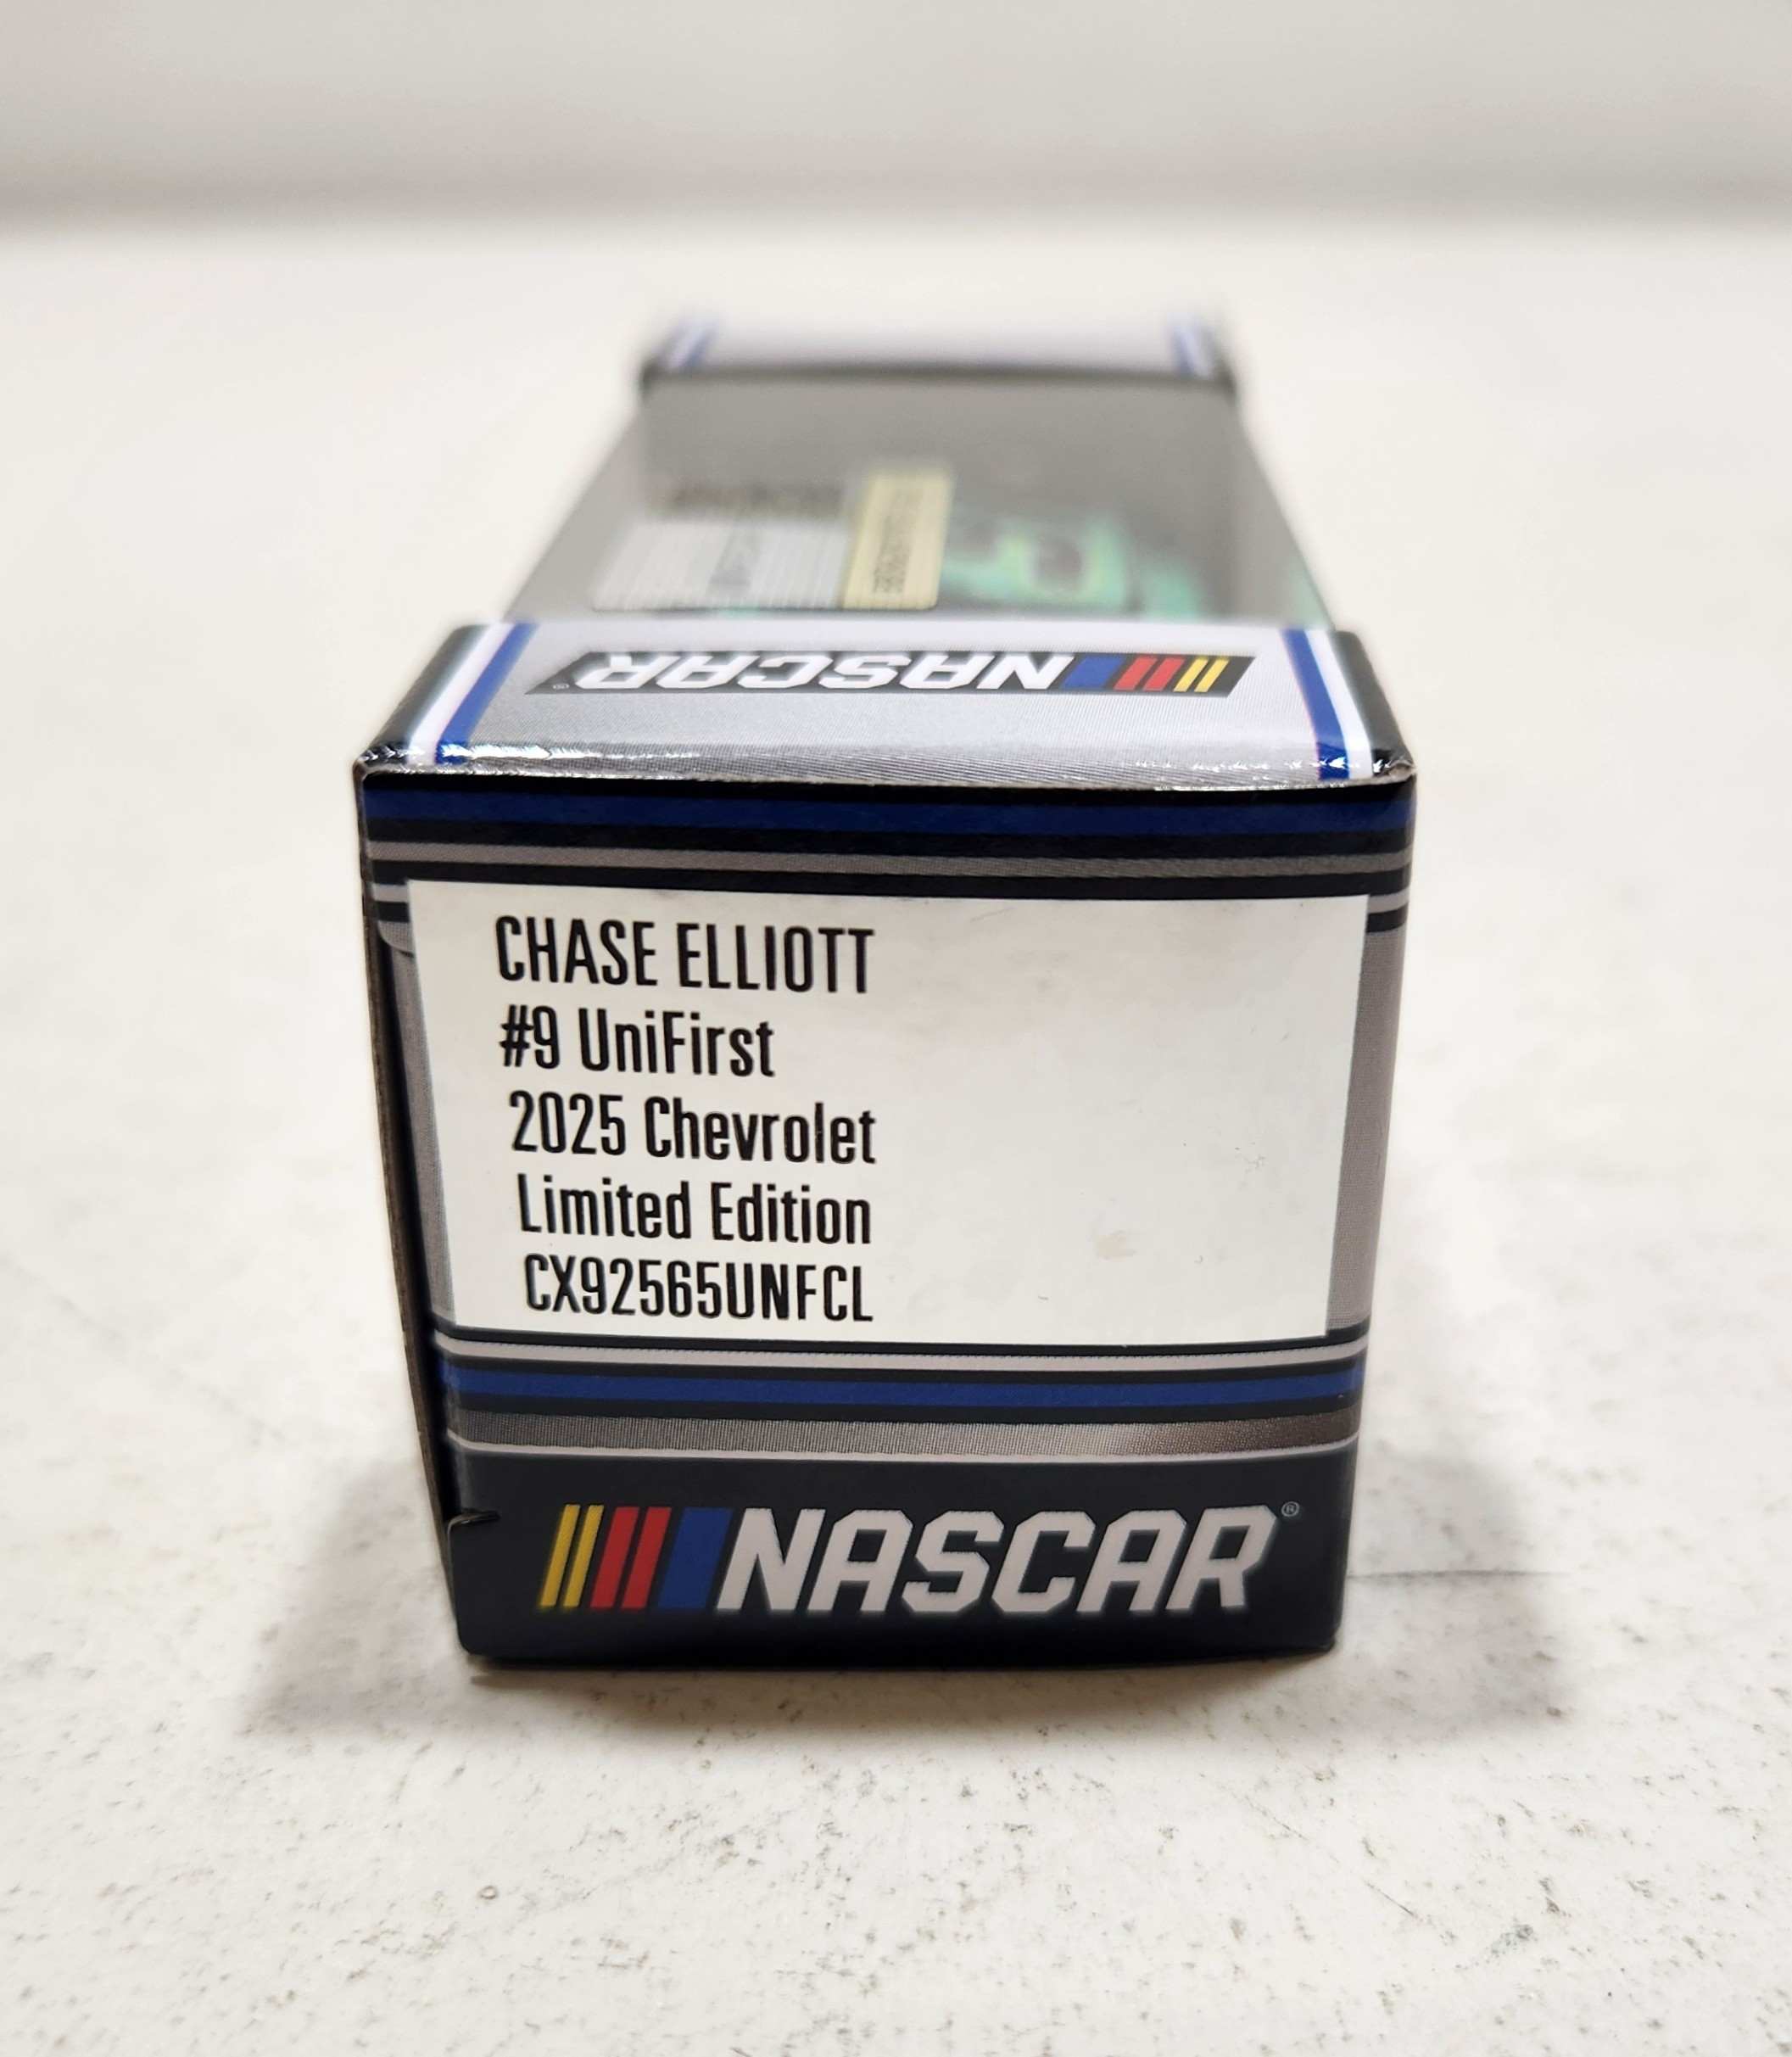 NASCAR®
CHASE ELLIOTT
#9 UniFirst
2025 Chevrolet
Limited Edition
CX92565UNFCL
NASCAR®